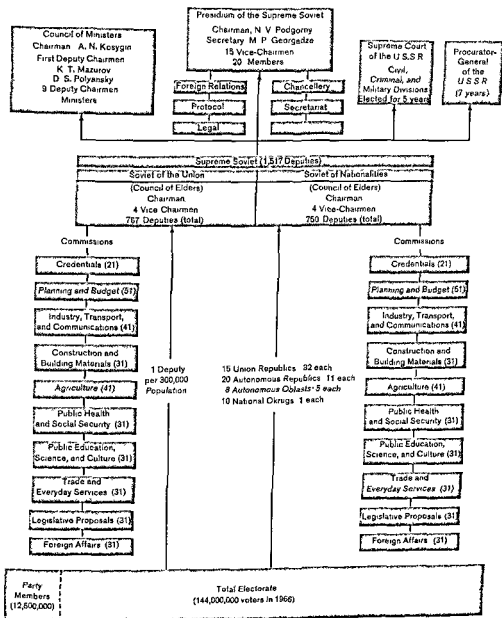 Council of Ministers
Chairman A. N. Kosygin
First Deputy Chairmen
K T. Mazurov
D S. Polyansky
9 Deputy Chairmen
Ministers
Presidium of the Supreme Soviet
Chairman, N V Podgorny
Secretary M P Georgadze
15 Vice-Chairmen
20 Members
Foreign Relations
Protocol
Legal
Chancellery
Secretariat
Supreme Court
of the U.S.S R
Civil,
Criminal, and
Military Divisions
Elected for 5 years
Procurator-
General
of the
U S.S R
(7 years)
Supreme Soviet (1,517 Deputies)
Soviet of the Union
(Council of Elders)
Chairman
4 Vice Chairmen
767 Deputies (total)
Soviet of Nationalities
(Council of Elders)
Chairman
4 Vice-Chairmen
750 Deputies (total)
Commissions
Credentials (21)
Planning and Budget (51)
Industry, Transport,
and Communications (41)
Construction and
Building Materials (31)
Agriculture (41)
Public Health
and Social Security (31)
Public Education,
Science, and Culture (31)
Trade and
Everyday Services (31)
Legislative Proposals (31)
Foreign Affairs (31)
1 Deputy
per 300,000
Population
15 Union Republics 32 each
20 Autonomous Republics 11 each
8 Autonomous Oblasts · 5 each
10 National Okrugs 1 each
Commissions
Credentials (21)
Planning and Budget (51)
Industry, Transport,
and Communications (41)
Construction and
Building Materials (31)
Agriculture (41)
Public Health
and Social Security (31)
Public Education,
Science, and Culture (31)
Trade and
Everyday Services (31)
Legislative Proposals (31)
Foreign Affairs (31)
Party
Members
(12,500,000)
Total Electorate
(144,000,000 voters in 1966)